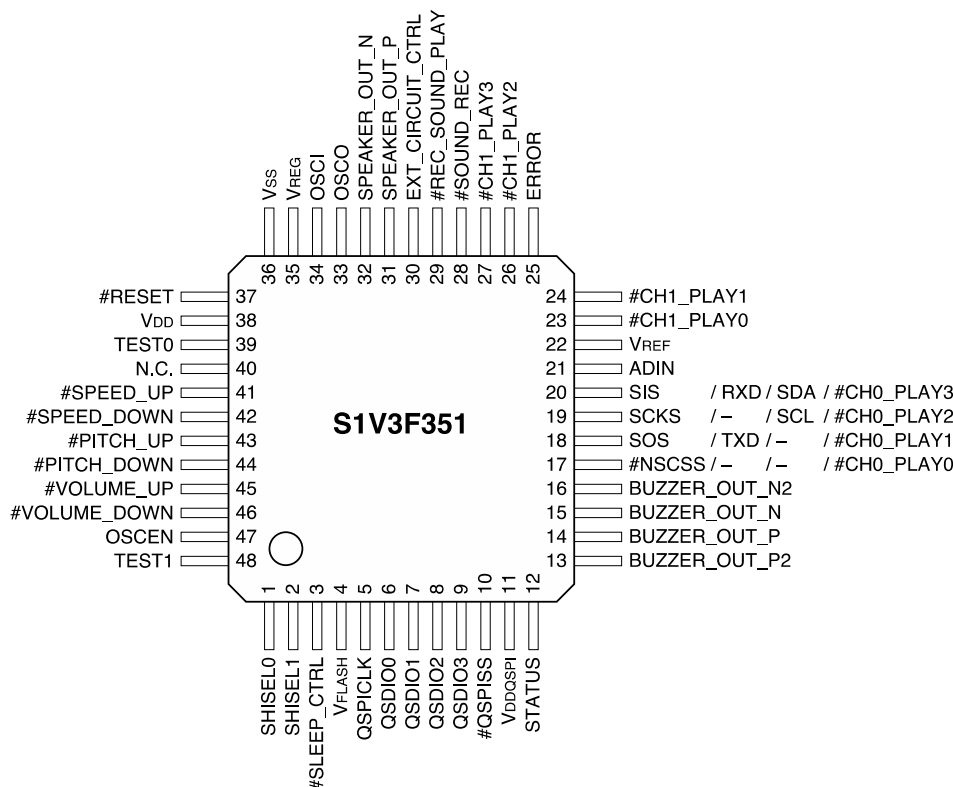 VSS
VREG
OSCI
OSCO
SPEAKER_OUT_N
SPEAKER_OUT_P
EXT_CIRCUIT_CTRL
#REC_SOUND_PLAY
#SOUND_REC
#CH1_PLAY3
#CH1_PLAY2
ERROR
36 35 34 33 32 31 30 29 28 27 26 25
#RESET 37
VDD 38
TEST0 39
N.C. 40
#SPEED_UP 41
#SPEED_DOWN 42
#PITCH_UP 43
#PITCH_DOWN 44
#VOLUME_UP 45
#VOLUME_DOWN 46
OSCEN 47
TEST1 48
S1V3F351
24 #CH1_PLAY1
23 #CH1_PLAY0
22 VREF
21 ADIN
20 SIS / RXD / SDA / #CH0_PLAY3
19 SCKS / – / SCL / #CH0_PLAY2
18 SOS / TXD / – / #CH0_PLAY1
17 #NSCSS / – / – / #CH0_PLAY0
16 BUZZER_OUT_N2
15 BUZZER_OUT_N
14 BUZZER_OUT_P
13 BUZZER_OUT_P2
1 2 3 4 5 6 7 8 9 10 11 12
SHISEL0
SHISEL1
#SLEEP_CTRL
VFLASH
QSPICLK
QSDIO0
QSDIO1
QSDIO2
QSDIO3
#QSPISS
VDDQSPI
STATUS